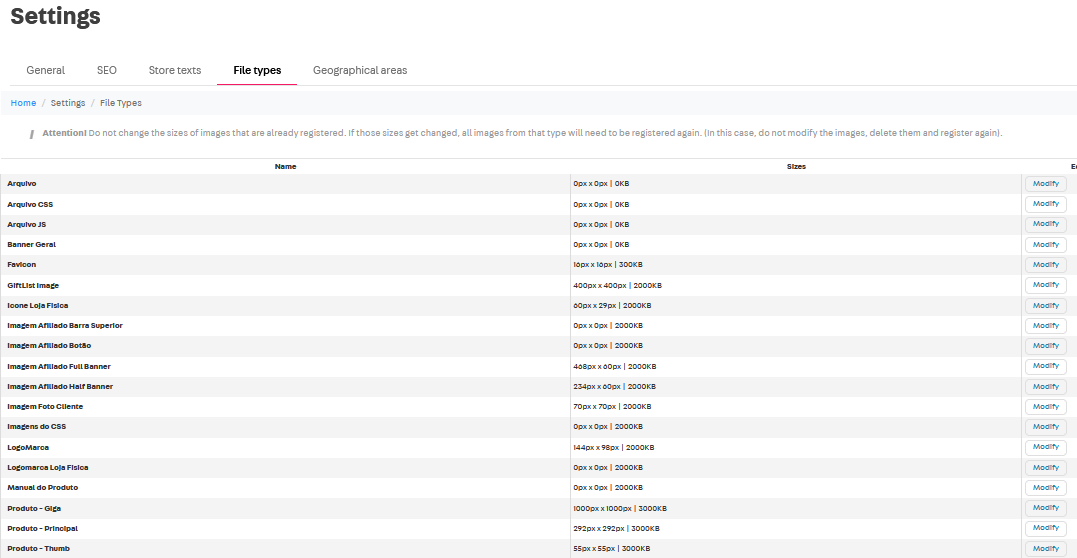 Settings
General SEO Store texts File types Geographical areas
Home / Settings / File Types
Attention! Do not change the sizes of images that are already registered. If those sizes get changed, all images from that type will need to be registered again. (In this case, do not modify the images, delete them and register again).
Name Sizes
Arquivo 0px x 0px | 0KB Modify
Arquivo CSS 0px x 0px | 0KB Modify
Arquivo JS 0px x 0px | 0KB Modify
Banner Geral 0px x 0px | 0KB Modify
Favicon 16px x 16px | 300KB Modify
GiftList Image 400px x 400px | 2000KB Modify
Icone Loja Fisica 60px x 29px | 2000KB Modify
Imagem Afiliado Barra Superior 0px x 0px | 2000KB Modify
Imagem Afiliado Botão 0px x 0px | 2000KB Modify
Imagem Afiliado Full Banner 468px x 60px | 2000KB Modify
Imagem Afiliado Half Banner 234px x 60px | 2000KB Modify
Imagem Foto Cliente 70px x 70px | 2000KB Modify
Imagens do CSS 0px x 0px | 2000KB Modify
LogoMarca 144px x 98px | 2000KB Modify
Logomarca Loja Fisica 0px x 0px | 2000KB Modify
Manual do Produto 0px x 0px | 2000KB Modify
Produto - Giga 1000px x 1000px | 3000KB Modify
Produto - Principal 292px x 292px | 3000KB Modify
Produto - Thumb 55px x 55px | 3000KB Modify